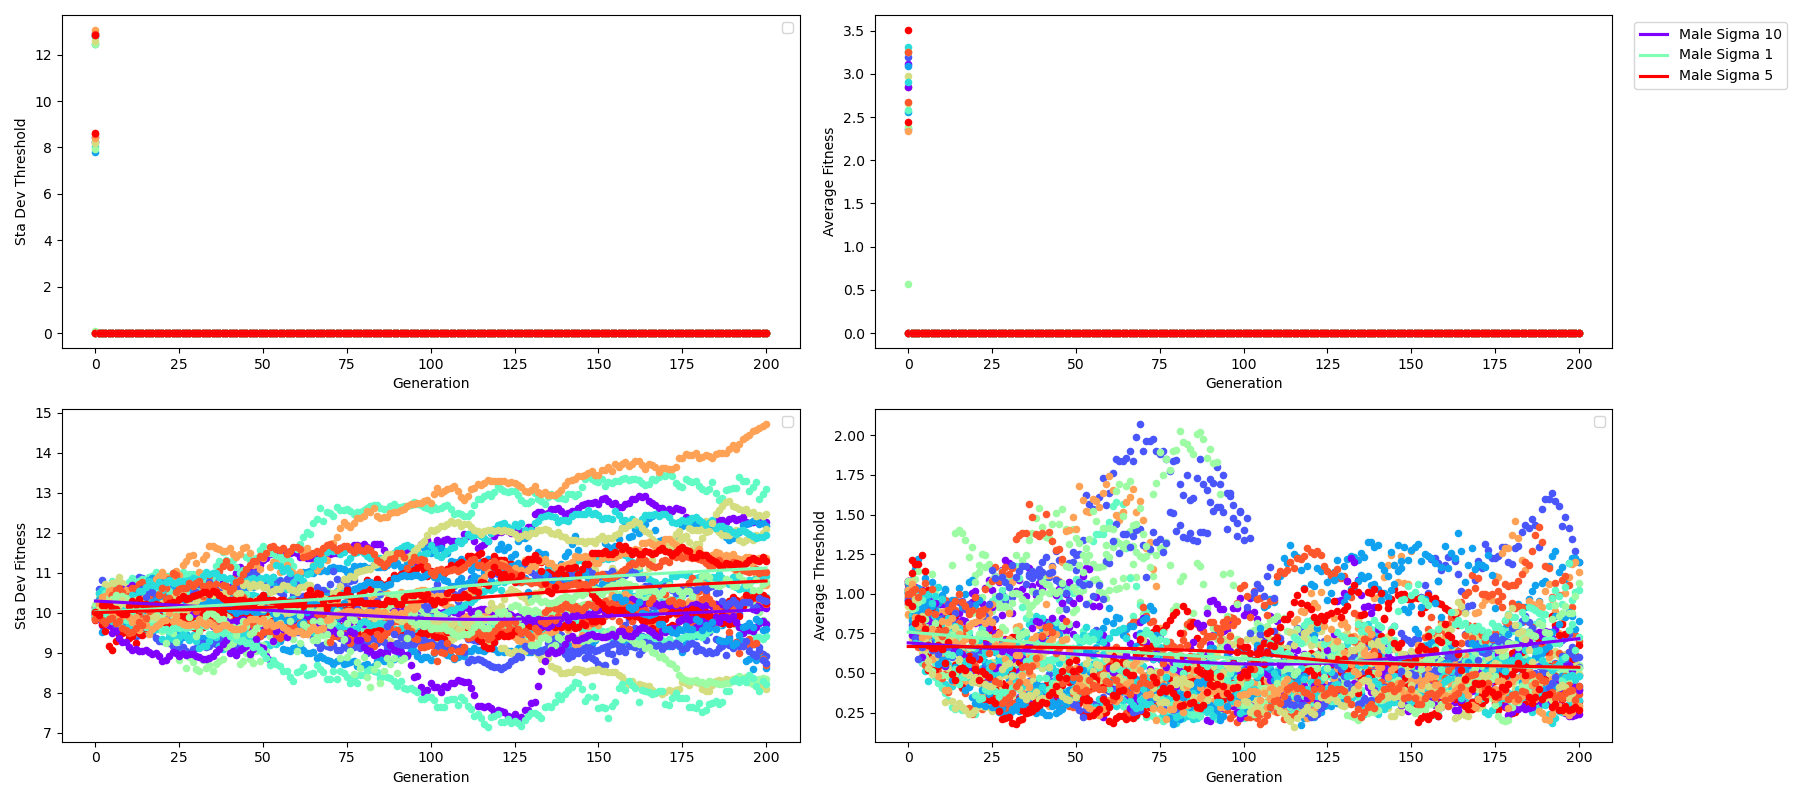 Sta Dev Threshold
12
10
8
6
4
2
0
0 25 50 75 100 125 150 175 200
Generation
Average Fitness
3.5
3.0
2.5
2.0
1.5
1.0
0.5
0.0
0 25 50 75 100 125 150 175 200
Generation
Male Sigma 10
Male Sigma 1
Male Sigma 5
Sta Dev Fitness
15
14
13
12
11
10
9
8
7
0 25 50 75 100 125 150 175 200
Generation
Average Threshold
2.00
1.75
1.50
1.25
1.00
0.75
0.50
0.25
0 25 50 75 100 125 150 175 200
Generation